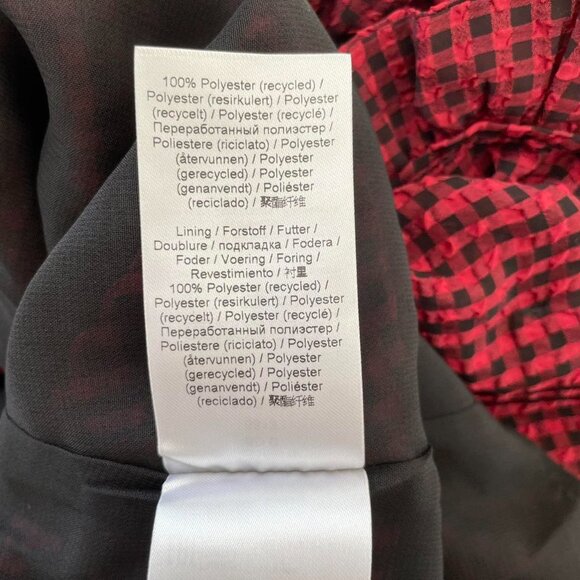 100% Polyester (recycled) /
Polyester (resirkulert) / Polyester
(recycelt) / Polyester (recyclé) /
Переработанный полиэстер /
Poliestere (riciclato) / Polyester
(återvunnen) / Polyester
(gerecycled) / Polyester
(genanvendt) / Poliéster
(reciclado) / 聚酯纤维
Lining / Forstoff / Futter /
Doublure / подкладка / Fodera /
Foder / Voering / Foring /
Revestimiento / 衬里
100% Polyester (recycled) /
Polyester (resirkulert) / Polyester
(recycelt) / Polyester (recyclé) /
Переработанный полиэстер /
Poliestere (riciclato) / Polyester
(återvunnen) / Polyester
(gerecycled) / Polyester
(genanvendt) / Poliéster
(reciclado) / 聚酯纤维